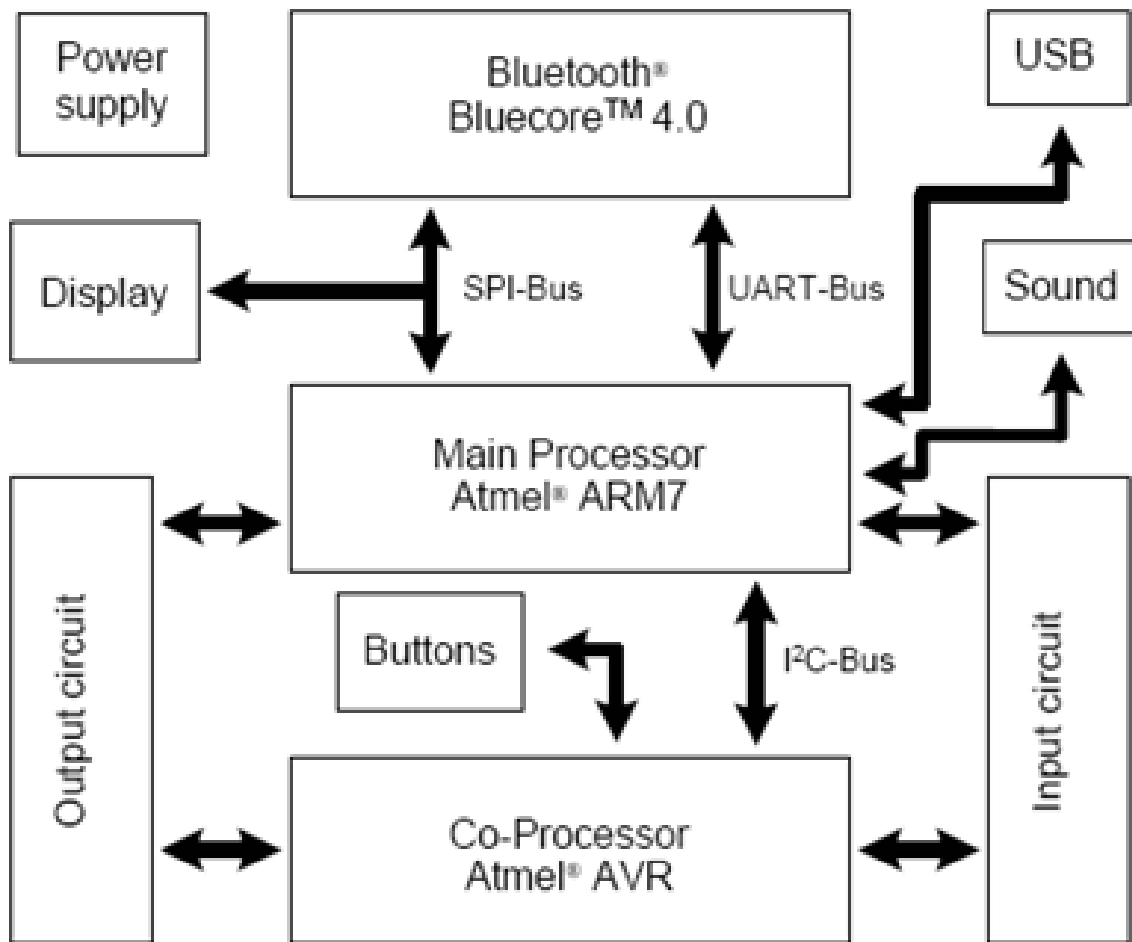 Power
supply
Bluetooth®
Bluecore™ 4.0
USB
Display
SPI-Bus
UART-Bus
Sound
Main Processor
Atmel® ARM7
Output circuit
Buttons
I²C-Bus
Input circuit
Co-Processor
Atmel® AVR